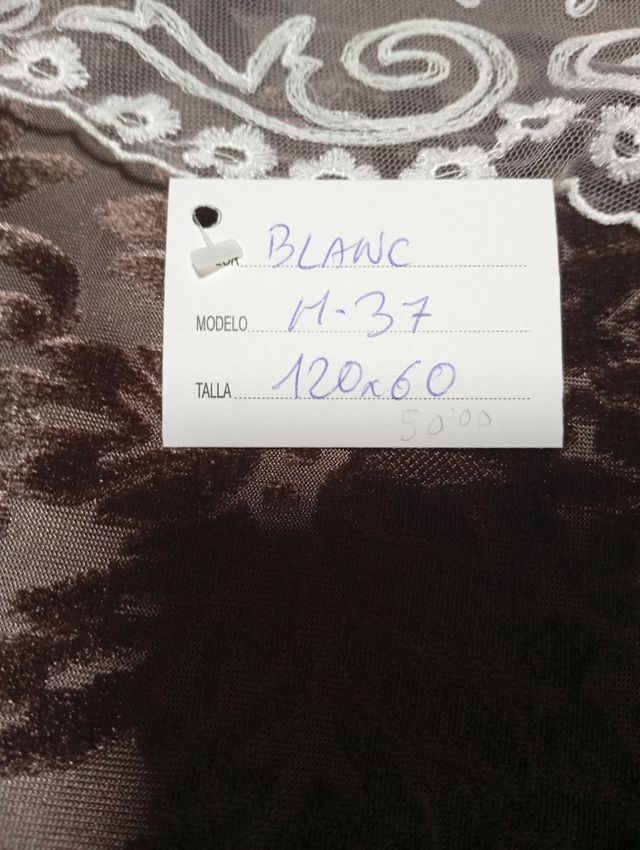 BLANC
MODELO M-37
TALLA 120x60
50'00